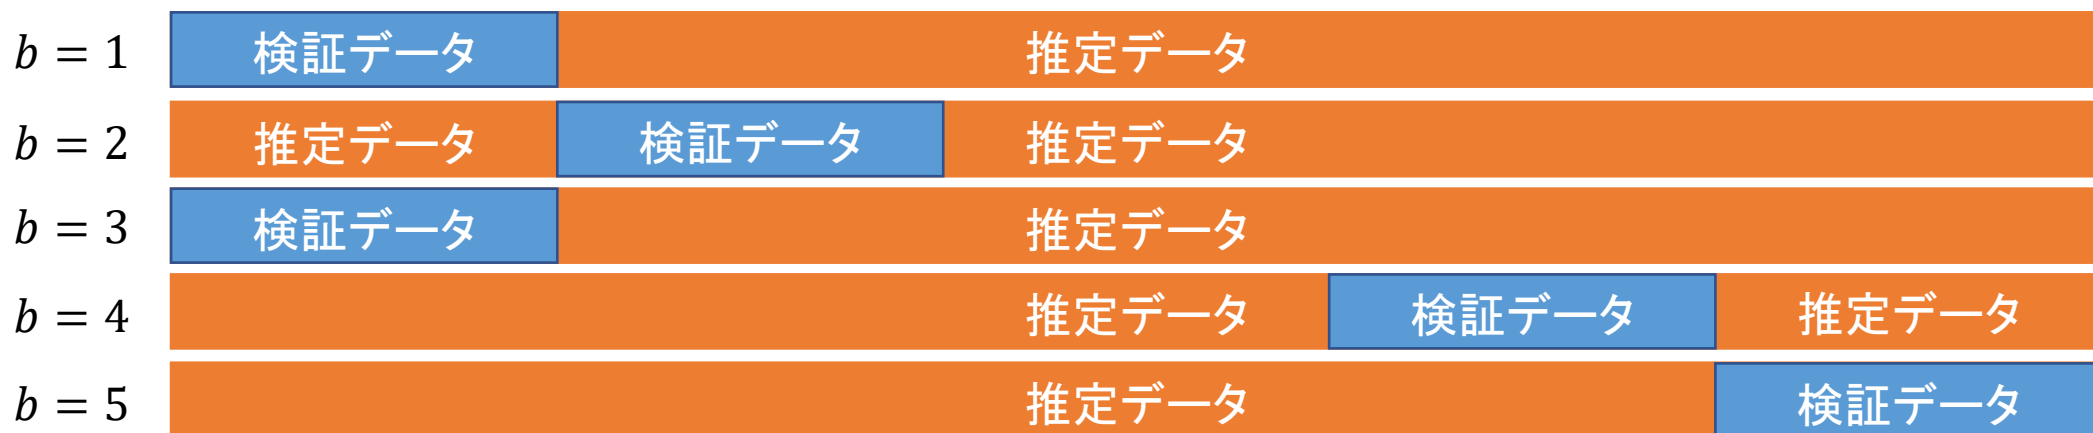 b = 1 検証データ 推定データ
b = 2 推定データ 検証データ 推定データ
b = 3 検証データ 推定データ
b = 4 推定データ 検証データ 推定データ
b = 5 推定データ 検証データ